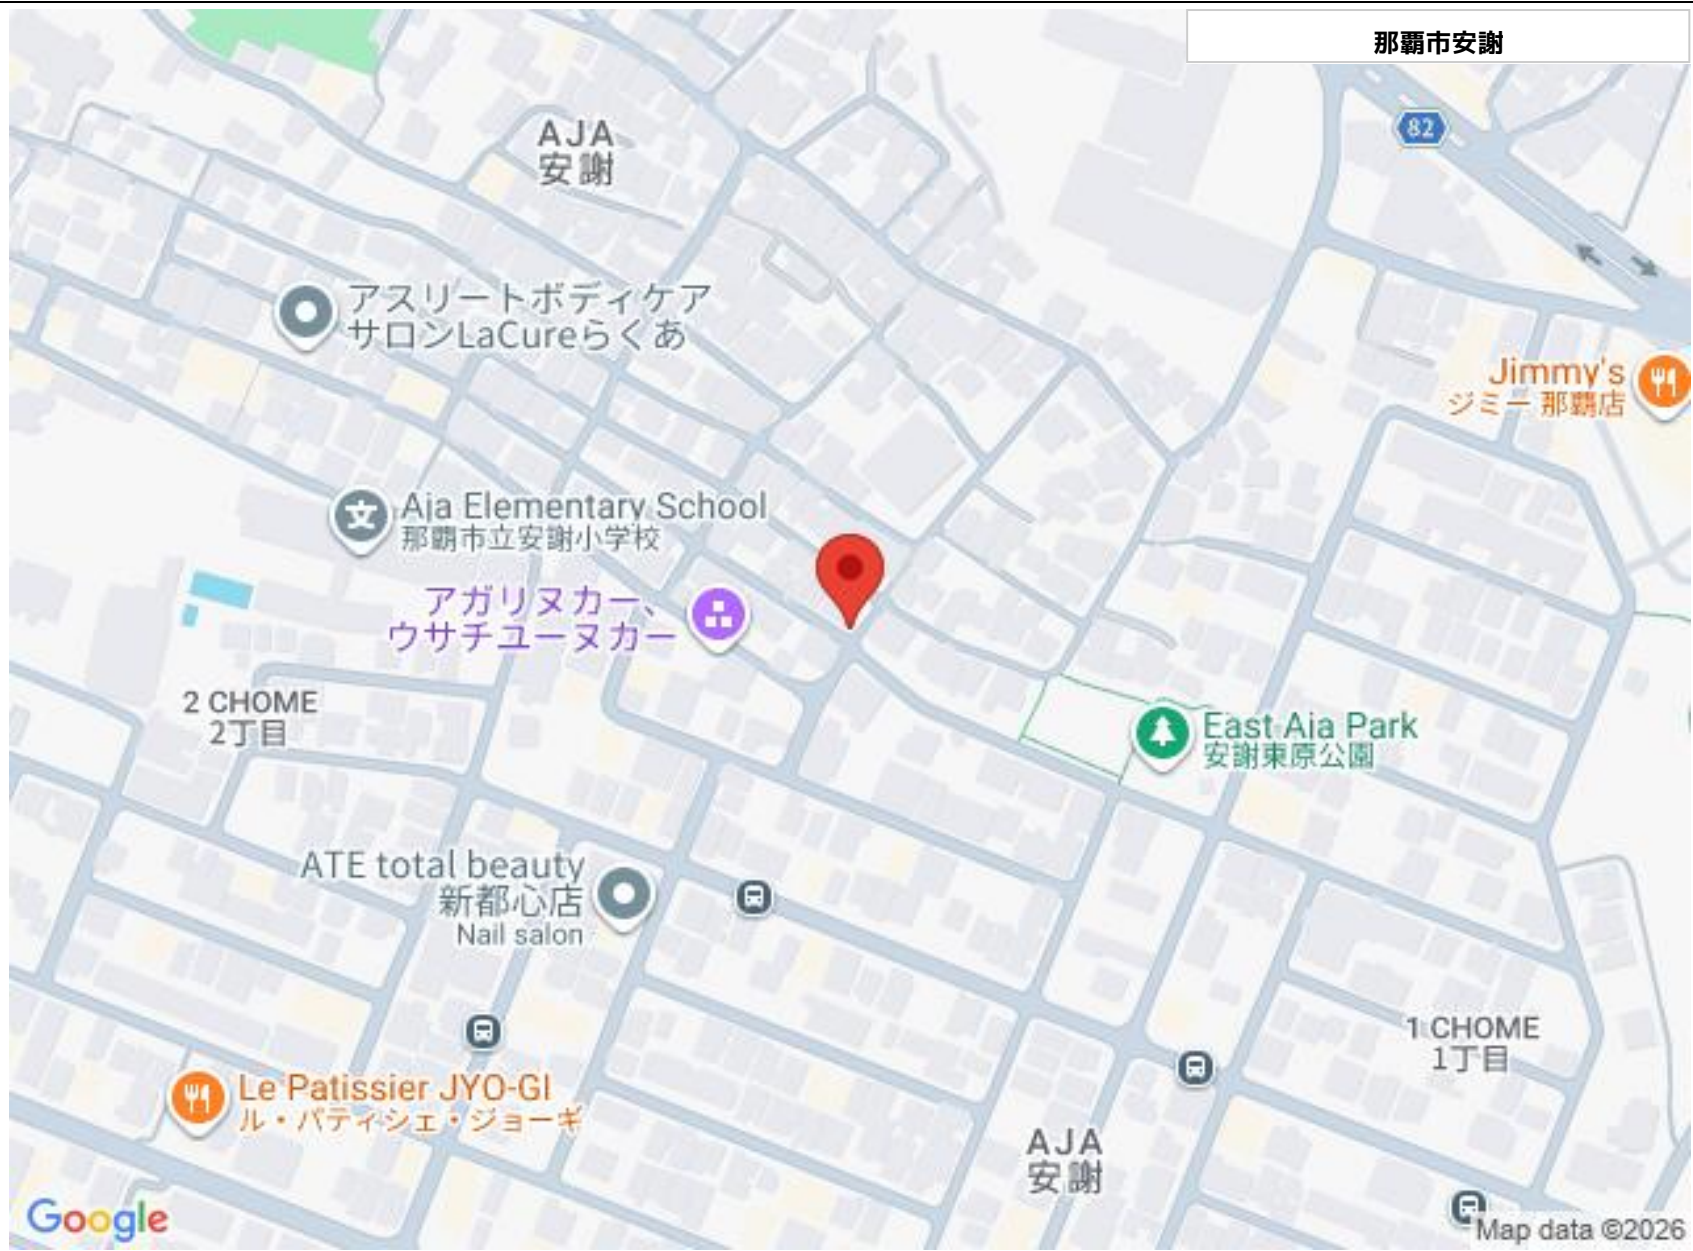 那覇市安謝
82
AJA
安謝
アスリートボディケア
サロンLaCureらくあ
Jimmy's
ジミー 那覇店
Aja Elementary School
那覇市立安謝小学校
アガリヌカー、
ウサチユーヌカー
2 CHOME
2丁目
East Aja Park
安謝東原公園
ATE total beauty
新都心店
Nail salon
1 CHOME
1丁目
Le Patissier JYO-GI
ル・パティシェ・ジョーギ
AJA
安謝
Google
Map data ©2026